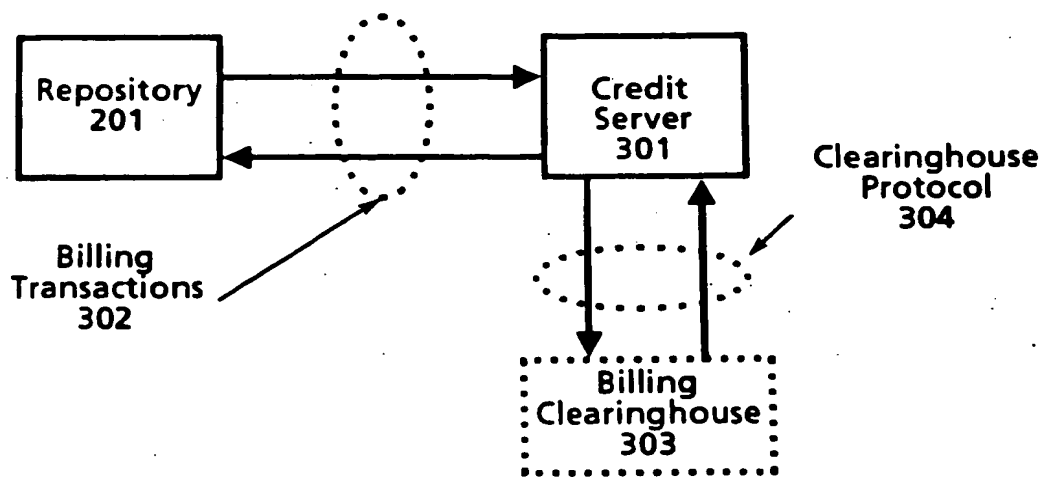 Repository
201
Credit
Server
301
Clearinghouse
Protocol
304
Billing
Transactions
302
Billing
Clearinghouse
303